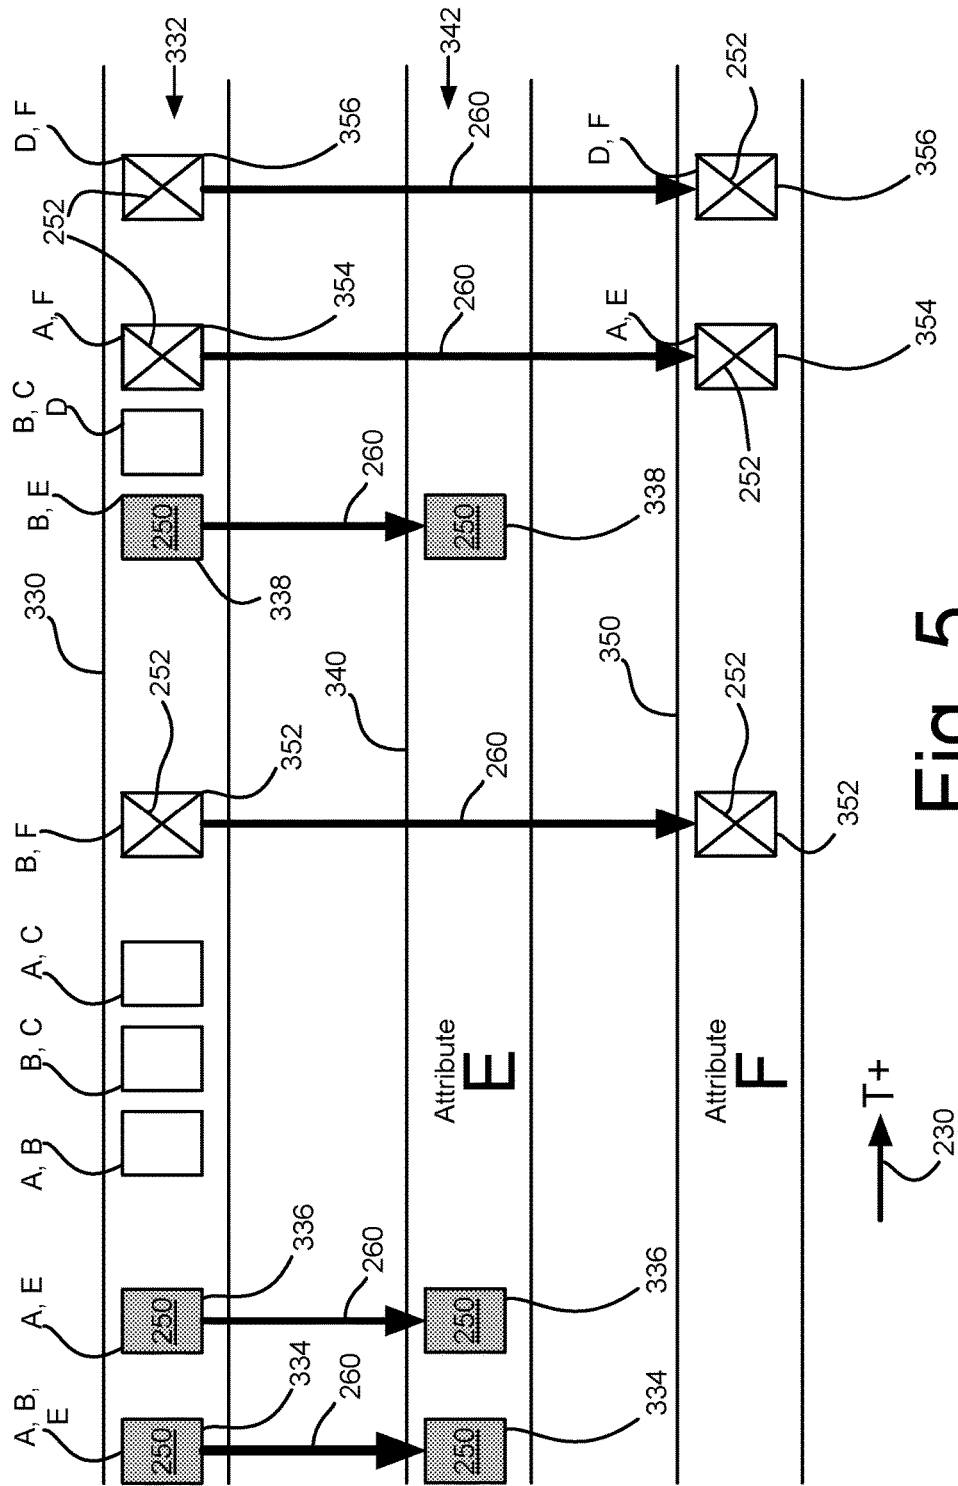 A, B,
E
A, E
A, B
B, C
A, C
B, F
330
B, E
B, C
D
A, F
D, F
252
332
250
334
250
336
252
352
250
338
354
356
260
260
340
260
260
260
260
342
250
250
Attribute
E
250
334
336
350
338
A, E
D, F
Attribute
F
252
252
252
352
354
356
T+
230
Fig. 5